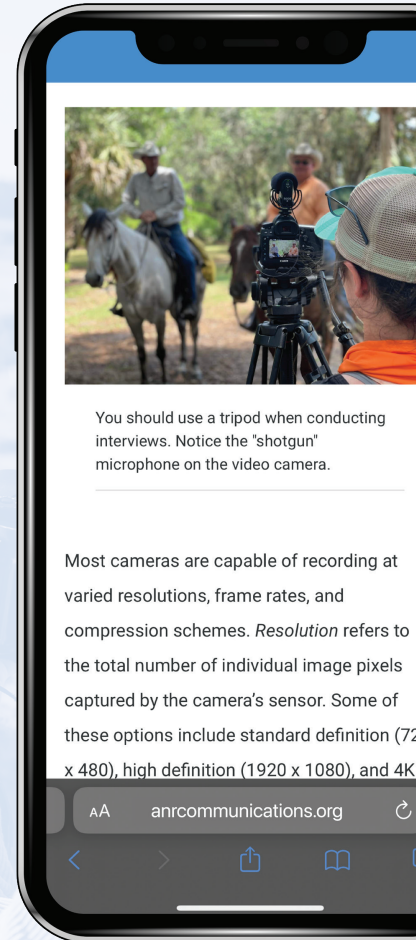 You should use a tripod when conducting
interviews. Notice the "shotgun"
microphone on the video camera.
Most cameras are capable of recording at
varied resolutions, frame rates, and
compression schemes. Resolution refers to
the total number of individual image pixels
captured by the camera's sensor. Some of
these options include standard definition (72
x 480), high definition (1920 x 1080), and 4K
AA anrcommunications.org